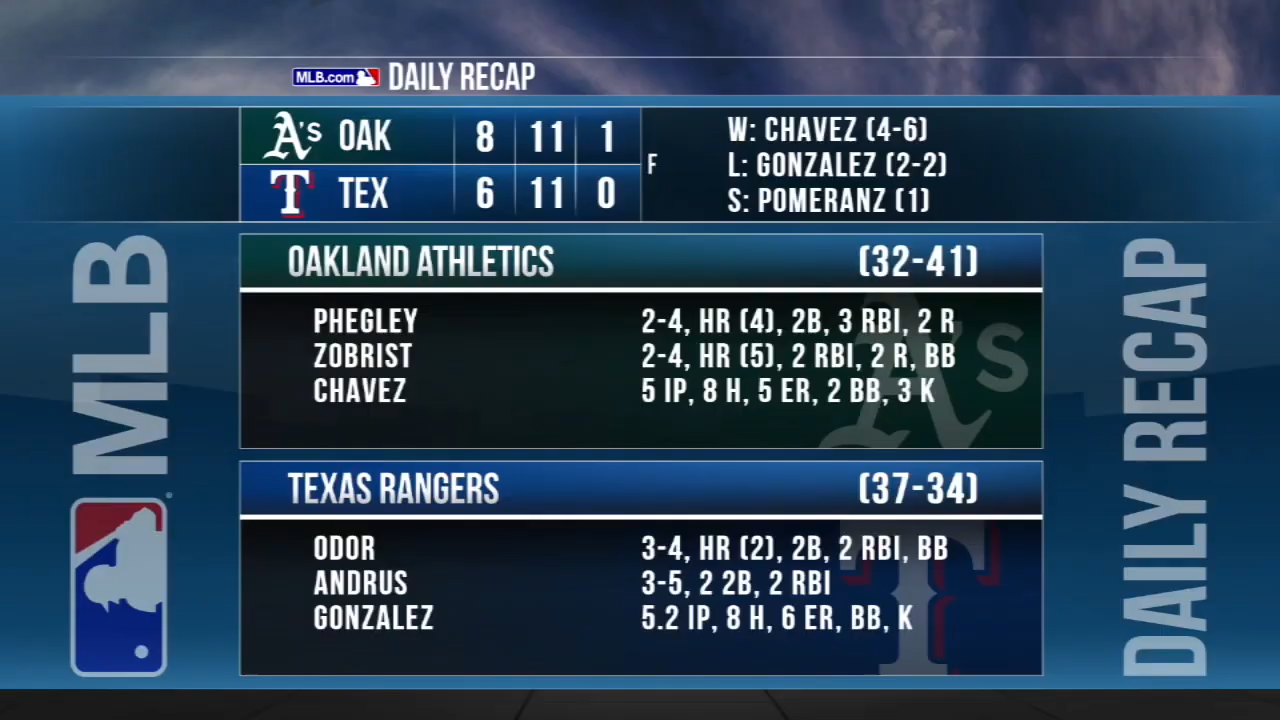 MLB.com DAILY RECAP
A's OAK 8 11 1
T TEX 6 11 0
F
W: CHAVEZ (4-6)
L: GONZALEZ (2-2)
S: POMERANZ (1)
OAKLAND ATHLETICS (32-41)
PHEGLEY 2-4, HR (4), 2B, 3 RBI, 2 R
ZOBRIST 2-4, HR (5), 2 RBI, 2 R, BB
CHAVEZ 5 IP, 8 H, 5 ER, 2 BB, 3 K
A's
TEXAS RANGERS (37-34)
ODOR 3-4, HR (2), 2B, 2 RBI, BB
ANDRUS 3-5, 2 2B, 2 RBI
GONZALEZ 5.2 IP, 8 H, 6 ER, BB, K
T
MLB
DAILY RECAP